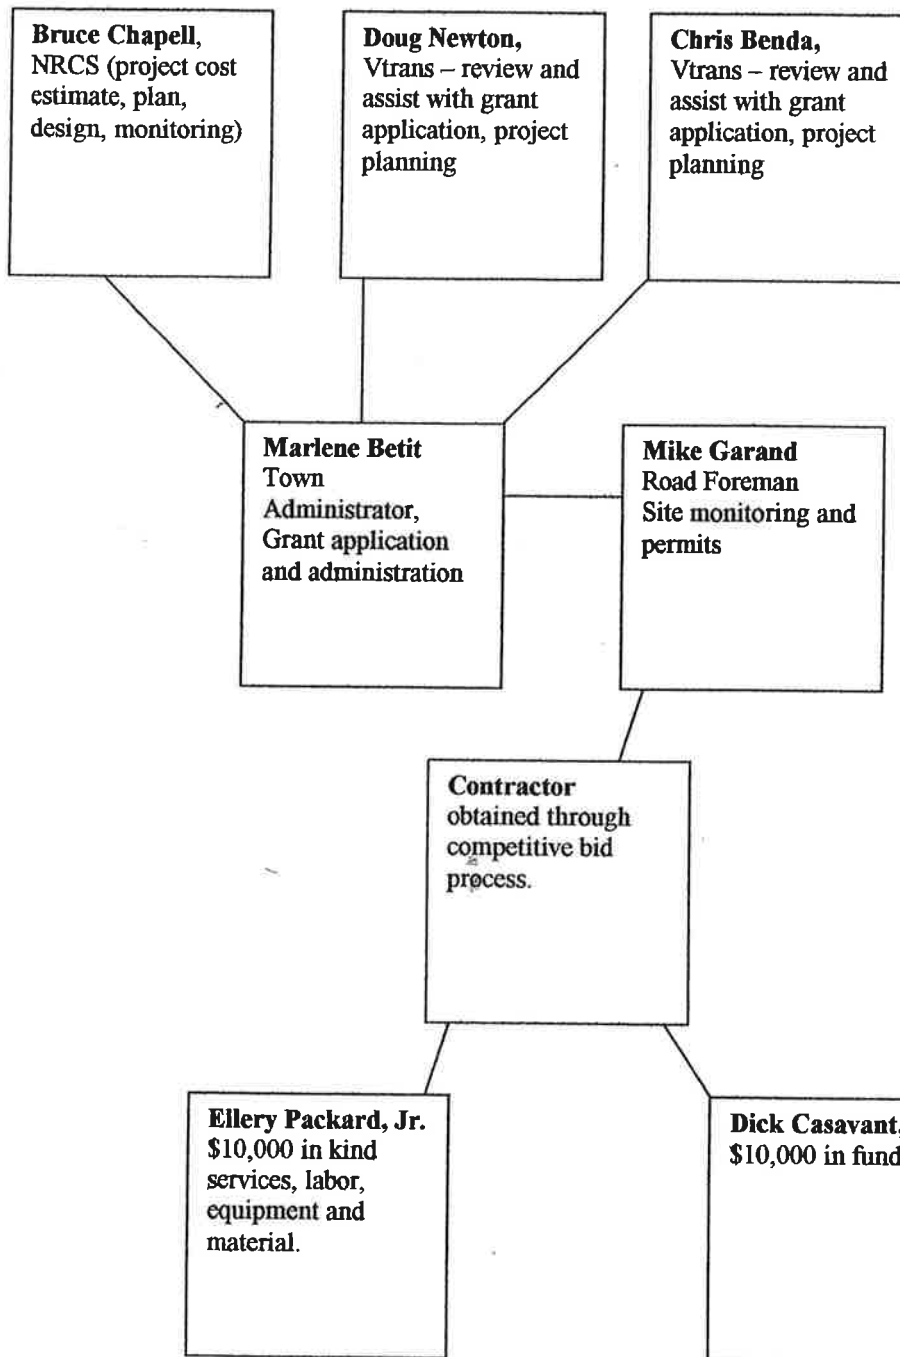 Bruce Chapell,
NRCS (project cost
estimate, plan,
design, monitoring)
Doug Newton,
Vtrans – review and
assist with grant
application, project
planning
Chris Benda,
Vtrans – review and
assist with grant
application, project
planning
Marlene Betit
Town
Administrator,
Grant application
and administration
Mike Garand
Road Foreman
Site monitoring and
permits
Contractor
obtained through
competitive bid
process.
Ellery Packard, Jr.
$10,000 in kind
services, labor,
equipment and
material.
Dick Casavant,
$10,000 in fund